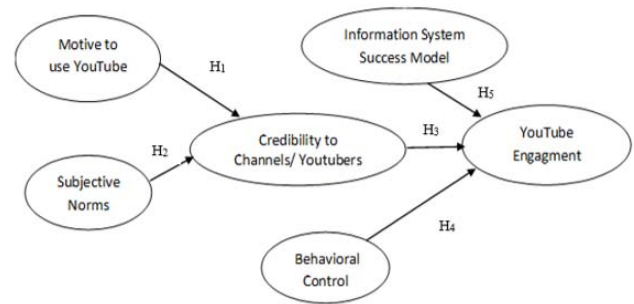 Motive to
use YouTube
Information System
Success Model
H1
H5
Credibility to
Channels/ Youtubers
H3
YouTube
Engagment
H2
Subjective
Norms
H4
Behavioral
Control